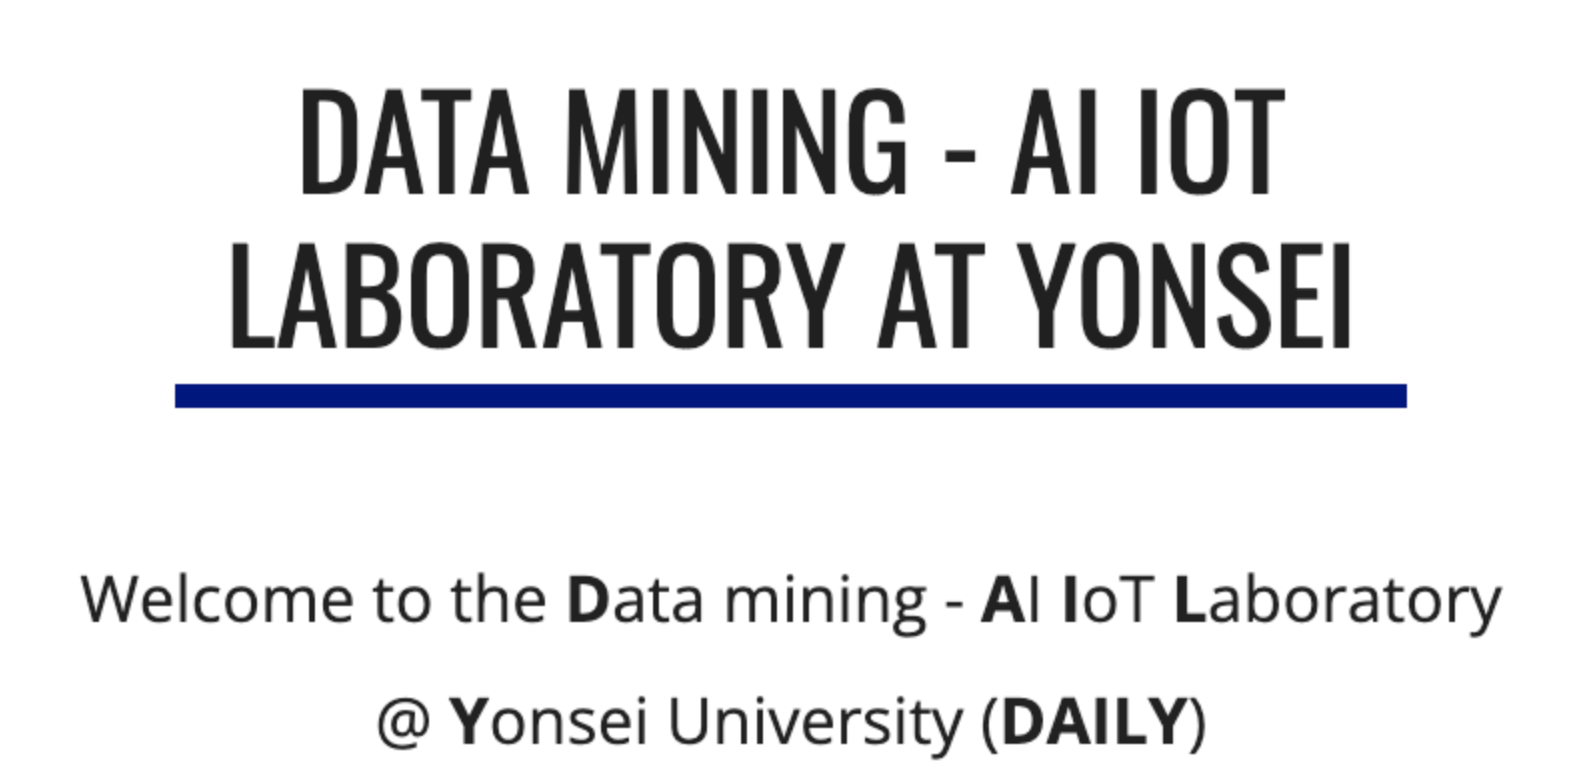 DATA MINING - AI IOT
LABORATORY AT YONSEI
Welcome to the Data mining - AI IoT Laboratory
@ Yonsei University (DAILY)